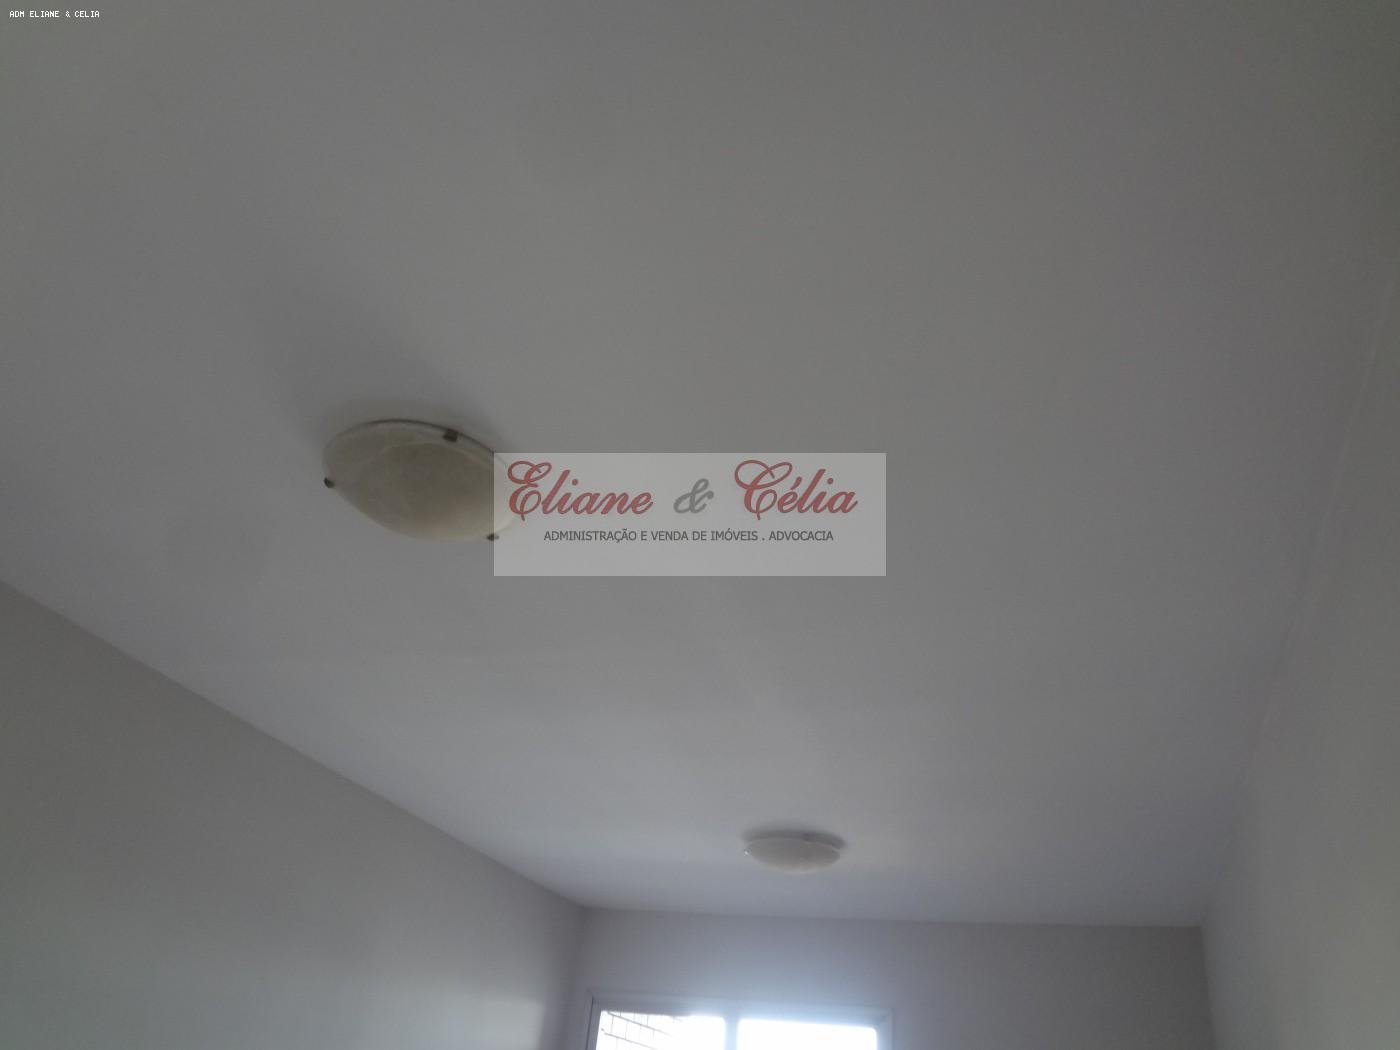 ADM ELIANE & CELIA
Eliane & Célia
ADMINISTRAÇÃO E VENDA DE IMÓVEIS . ADVOCACIA